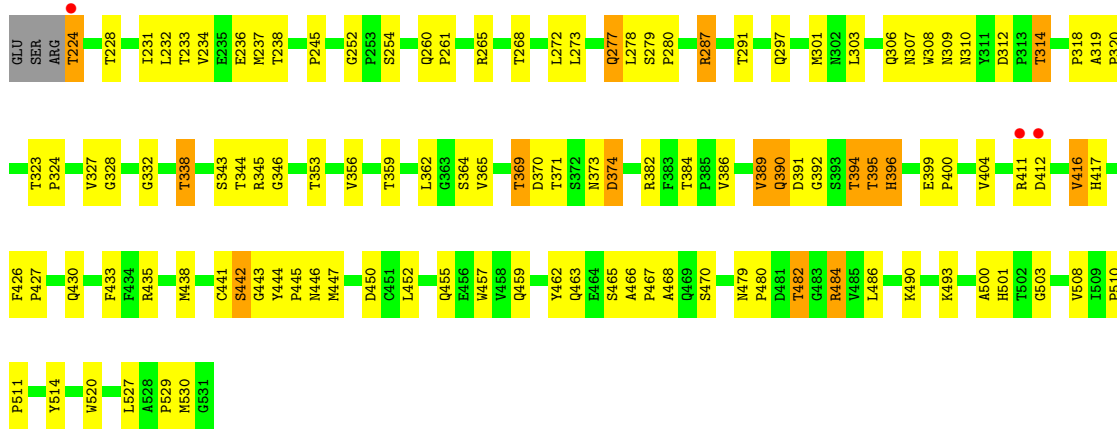 GLU SER ARG T224 T228 I231 L232 T233 V234 E235 E236 M237 T238 P245 G252 P253 S254 Q260 P261 R265 T268 L272 L273 Q277 L278 S279 P280 R287 T291 Q297 M301 N302 L303 Q306 N307 W308 N309 N310 Y311 D312 P313 T314 P318 A319 P320
T323 P324 V327 G328 G332 T338 S343 T344 R345 G346 T353 V356 T359 L362 G363 S364 V365 T369 D370 T371 S372 N373 D374 R382 F383 T384 P385 V386 V389 Q390 D391 G392 S393 T394 T395 H396 E399 P400 V404 R411 D412 V416 H417
F426 P427 Q430 F433 F434 R435 M438 C441 S442 G443 Y444 P445 N446 M447 D450 C451 L452 Q455 E456 W457 V458 Q459 Y462 Q463 E464 S465 A466 P467 A468 Q469 S470 N479 P480 D481 T482 G483 R484 V485 L486 K490 K493 A500 H501 T502 G503 V508 I509 P510
P511 Y514 W520 L527 A528 P529 M530 G531